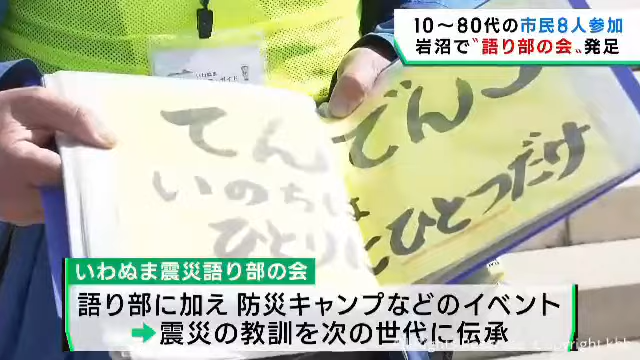 10～80代の市民8人参加
岩沼で〝語り部の会〟発足
てんでんこ
いのちは
ひとりにひとつだけ
いわぬま震災語り部の会
語り部に加え 防災キャンプなどのイベント
➡震災の教訓を次の世代に伝承